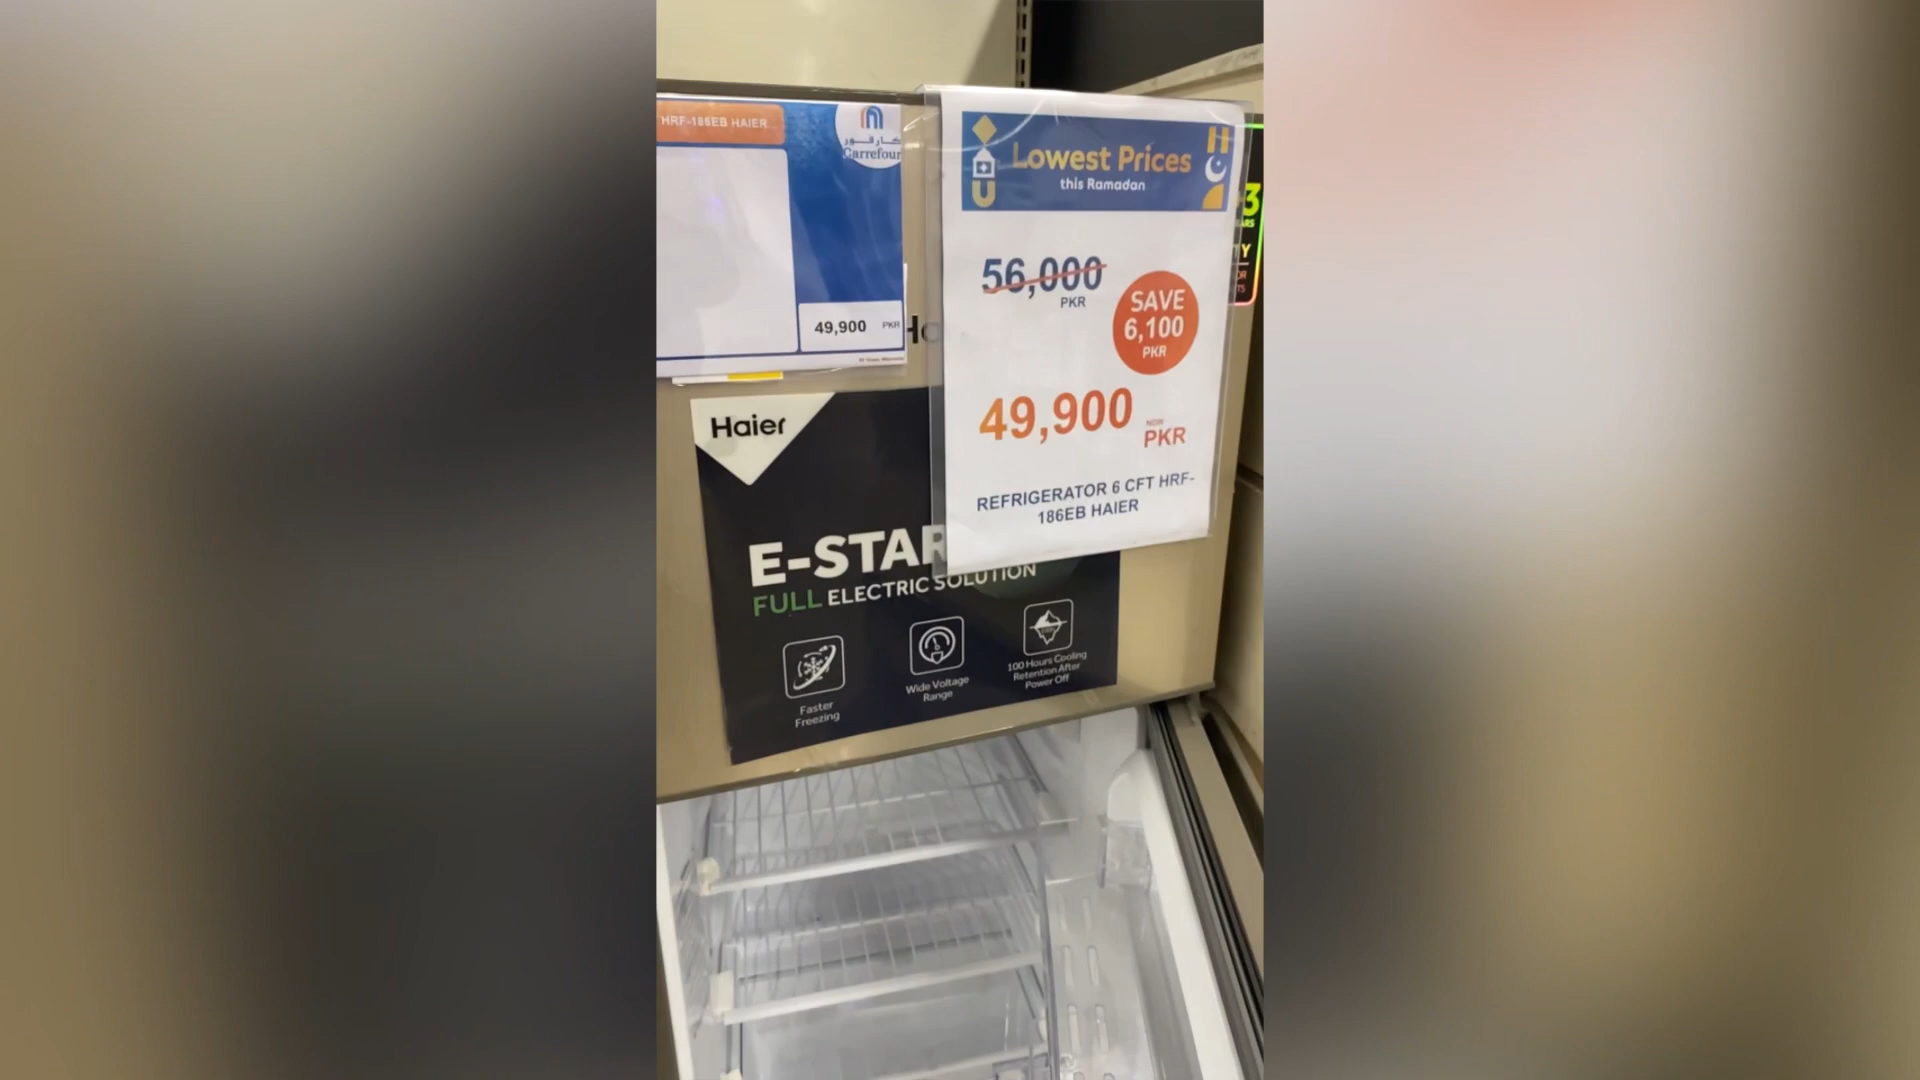 HRF-186EB HAIER
كارفور
Carrefour
49,900 PKR
Lowest Prices
this Ramadan
56,000
PKR
SAVE
6,100
PKR
49,900
NOW
PKR
REFRIGERATOR 6 CFT HRF-
186EB HAIER
Haier
E-STAR
FULL ELECTRIC SOLUTION
Faster
Freezing
Wide Voltage
Range
100 Hours Cooling
Retention After
Power Off
3